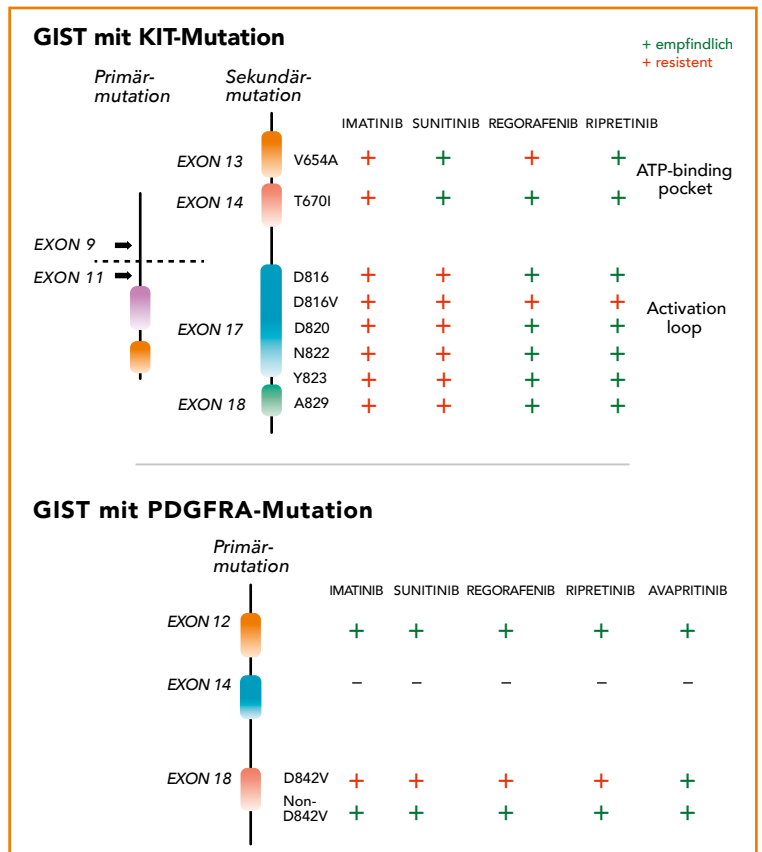 GIST mit KIT-Mutation
+ empfindlich
+ resistent
Primär-
mutation
Sekundär-
mutation
IMATINIB SUNITINIB REGORAFENIB RIPRETINIB
EXON 13 V654A + + + +
ATP-binding
pocket
EXON 14 T670I + + + +
EXON 9
EXON 11
D816 + + + +
D816V + + + +
Activation
loop
EXON 17 D820 + + + +
N822 + + + +
Y823 + + + +
EXON 18 A829 + + + +
GIST mit PDGFRA-Mutation
Primär-
mutation
IMATINIB SUNITINIB REGORAFENIB RIPRETINIB AVAPRITINIB
EXON 12 + + + + +
EXON 14 – – – – –
EXON 18 D842V + + + + +
Non-
D842V + + + + +